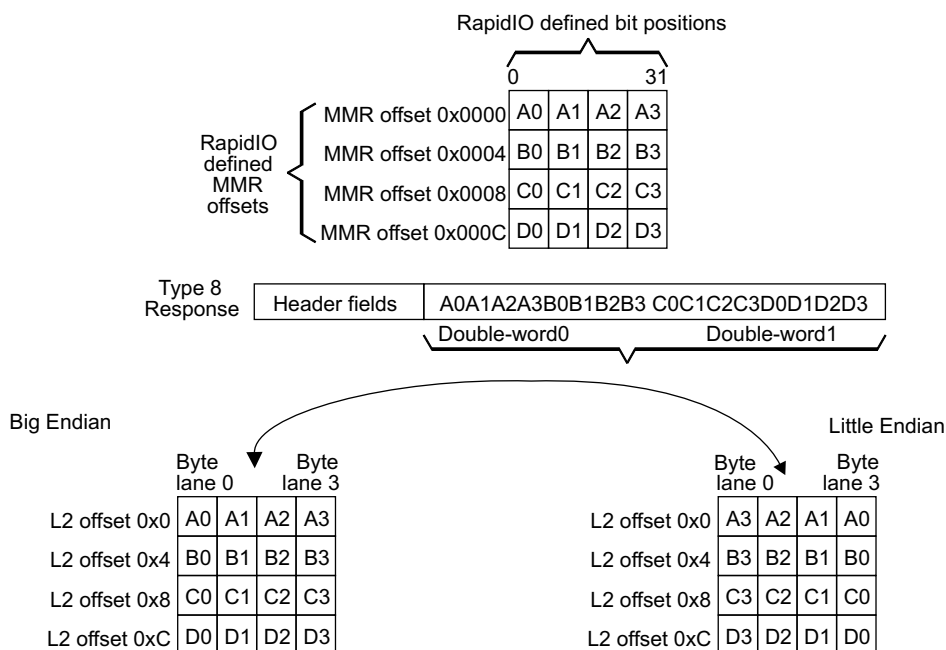 RapidIO defined bit positions
0 31
MMR offset 0x0000 A0 A1 A2 A3
MMR offset 0x0004 B0 B1 B2 B3
MMR offset 0x0008 C0 C1 C2 C3
MMR offset 0x000C D0 D1 D2 D3
RapidIO
defined
MMR
offsets
Type 8
Response
Header fields
A0A1A2A3B0B1B2B3 C0C1C2C3D0D1D2D3
Double-word0 Double-word1
Big Endian
Byte
lane 0
Byte
lane 3
L2 offset 0x0 A0 A1 A2 A3
L2 offset 0x4 B0 B1 B2 B3
L2 offset 0x8 C0 C1 C2 C3
L2 offset 0xC D0 D1 D2 D3
Little Endian
Byte
lane 0
Byte
lane 3
L2 offset 0x0 A3 A2 A1 A0
L2 offset 0x4 B3 B2 B1 B0
L2 offset 0x8 C3 C2 C1 C0
L2 offset 0xC D3 D2 D1 D0